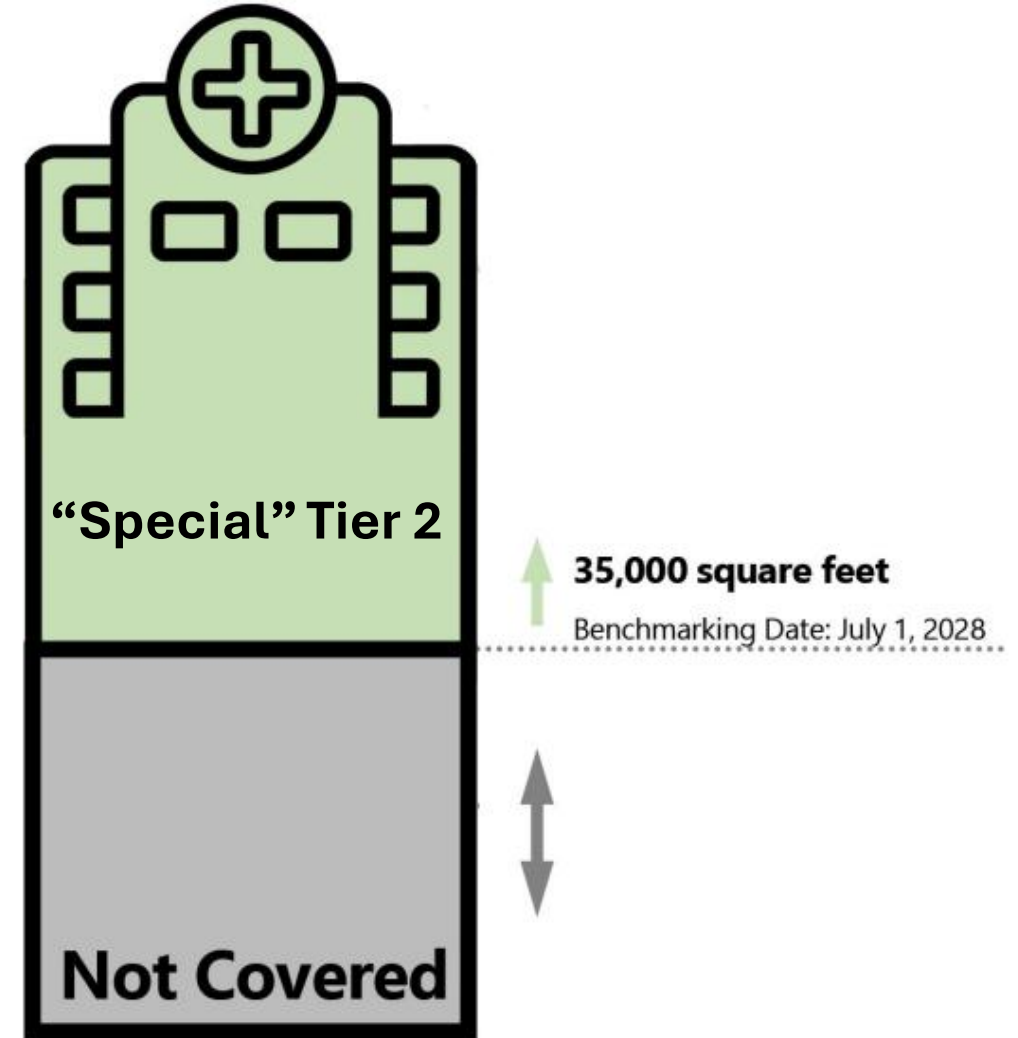 “Special” Tier 2
35,000 square feet
Benchmarking Date: July 1, 2028
Not Covered